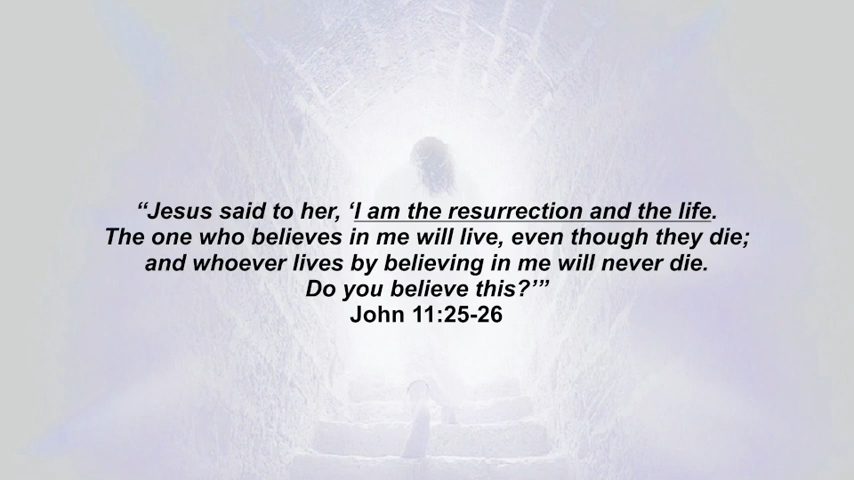 “Jesus said to her, ‘I am the resurrection and the life.
The one who believes in me will live, even though they die;
and whoever lives by believing in me will never die.
Do you believe this?’”
John 11:25-26